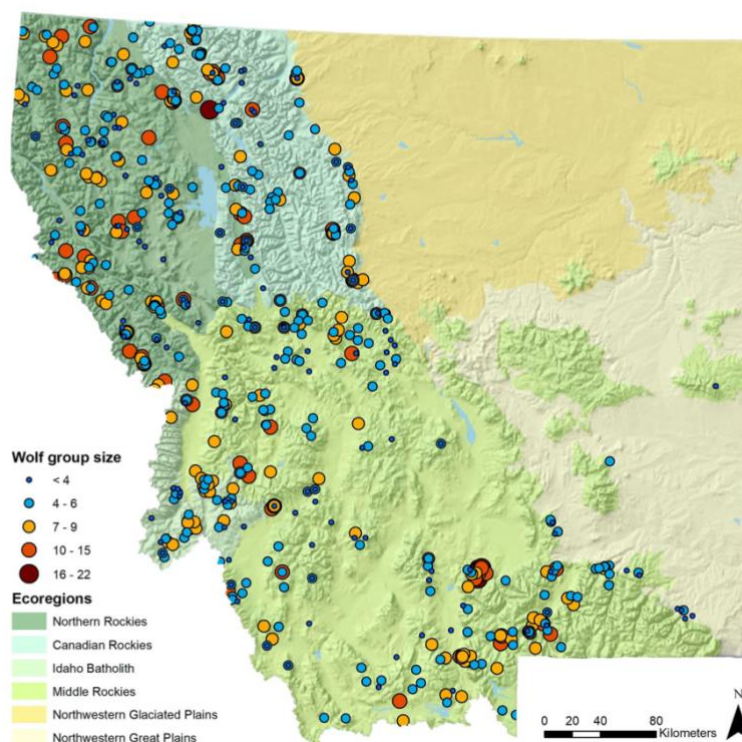 Wolf group size
< 4
4 - 6
7 - 9
10 - 15
16 - 22
Ecoregions
Northern Rockies
Canadian Rockies
Idaho Batholith
Middle Rockies
Northwestern Glaciated Plains
Northwestern Great Plains
N
0 20 40 80
Kilometers